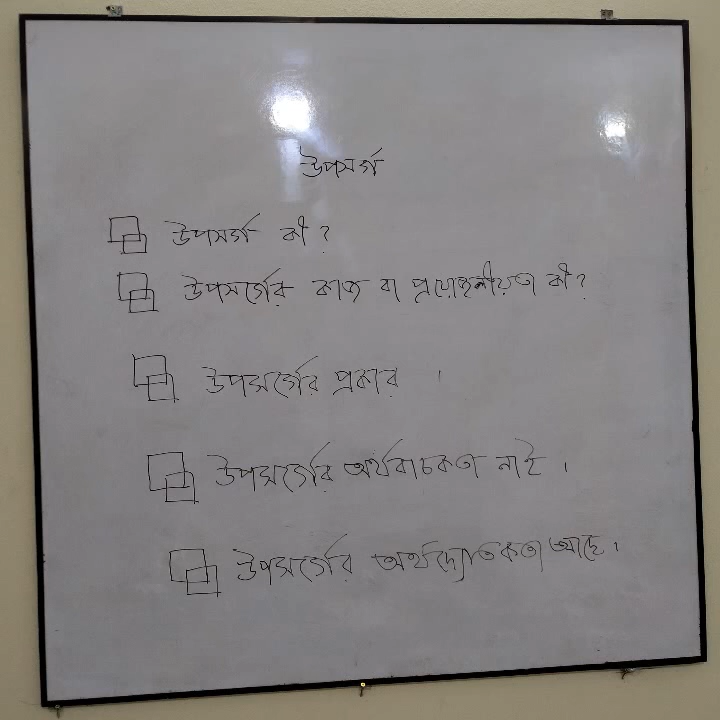 উপসর্গ
উপসর্গ কী?
উপসর্গের কাজ বা প্রয়োজনীয়তা কী?
উপসর্গের প্রকার ।
উপসর্গের অর্থবাচকতা নাই ।
উপসর্গের অর্থদ্যোতকতা আছে ।